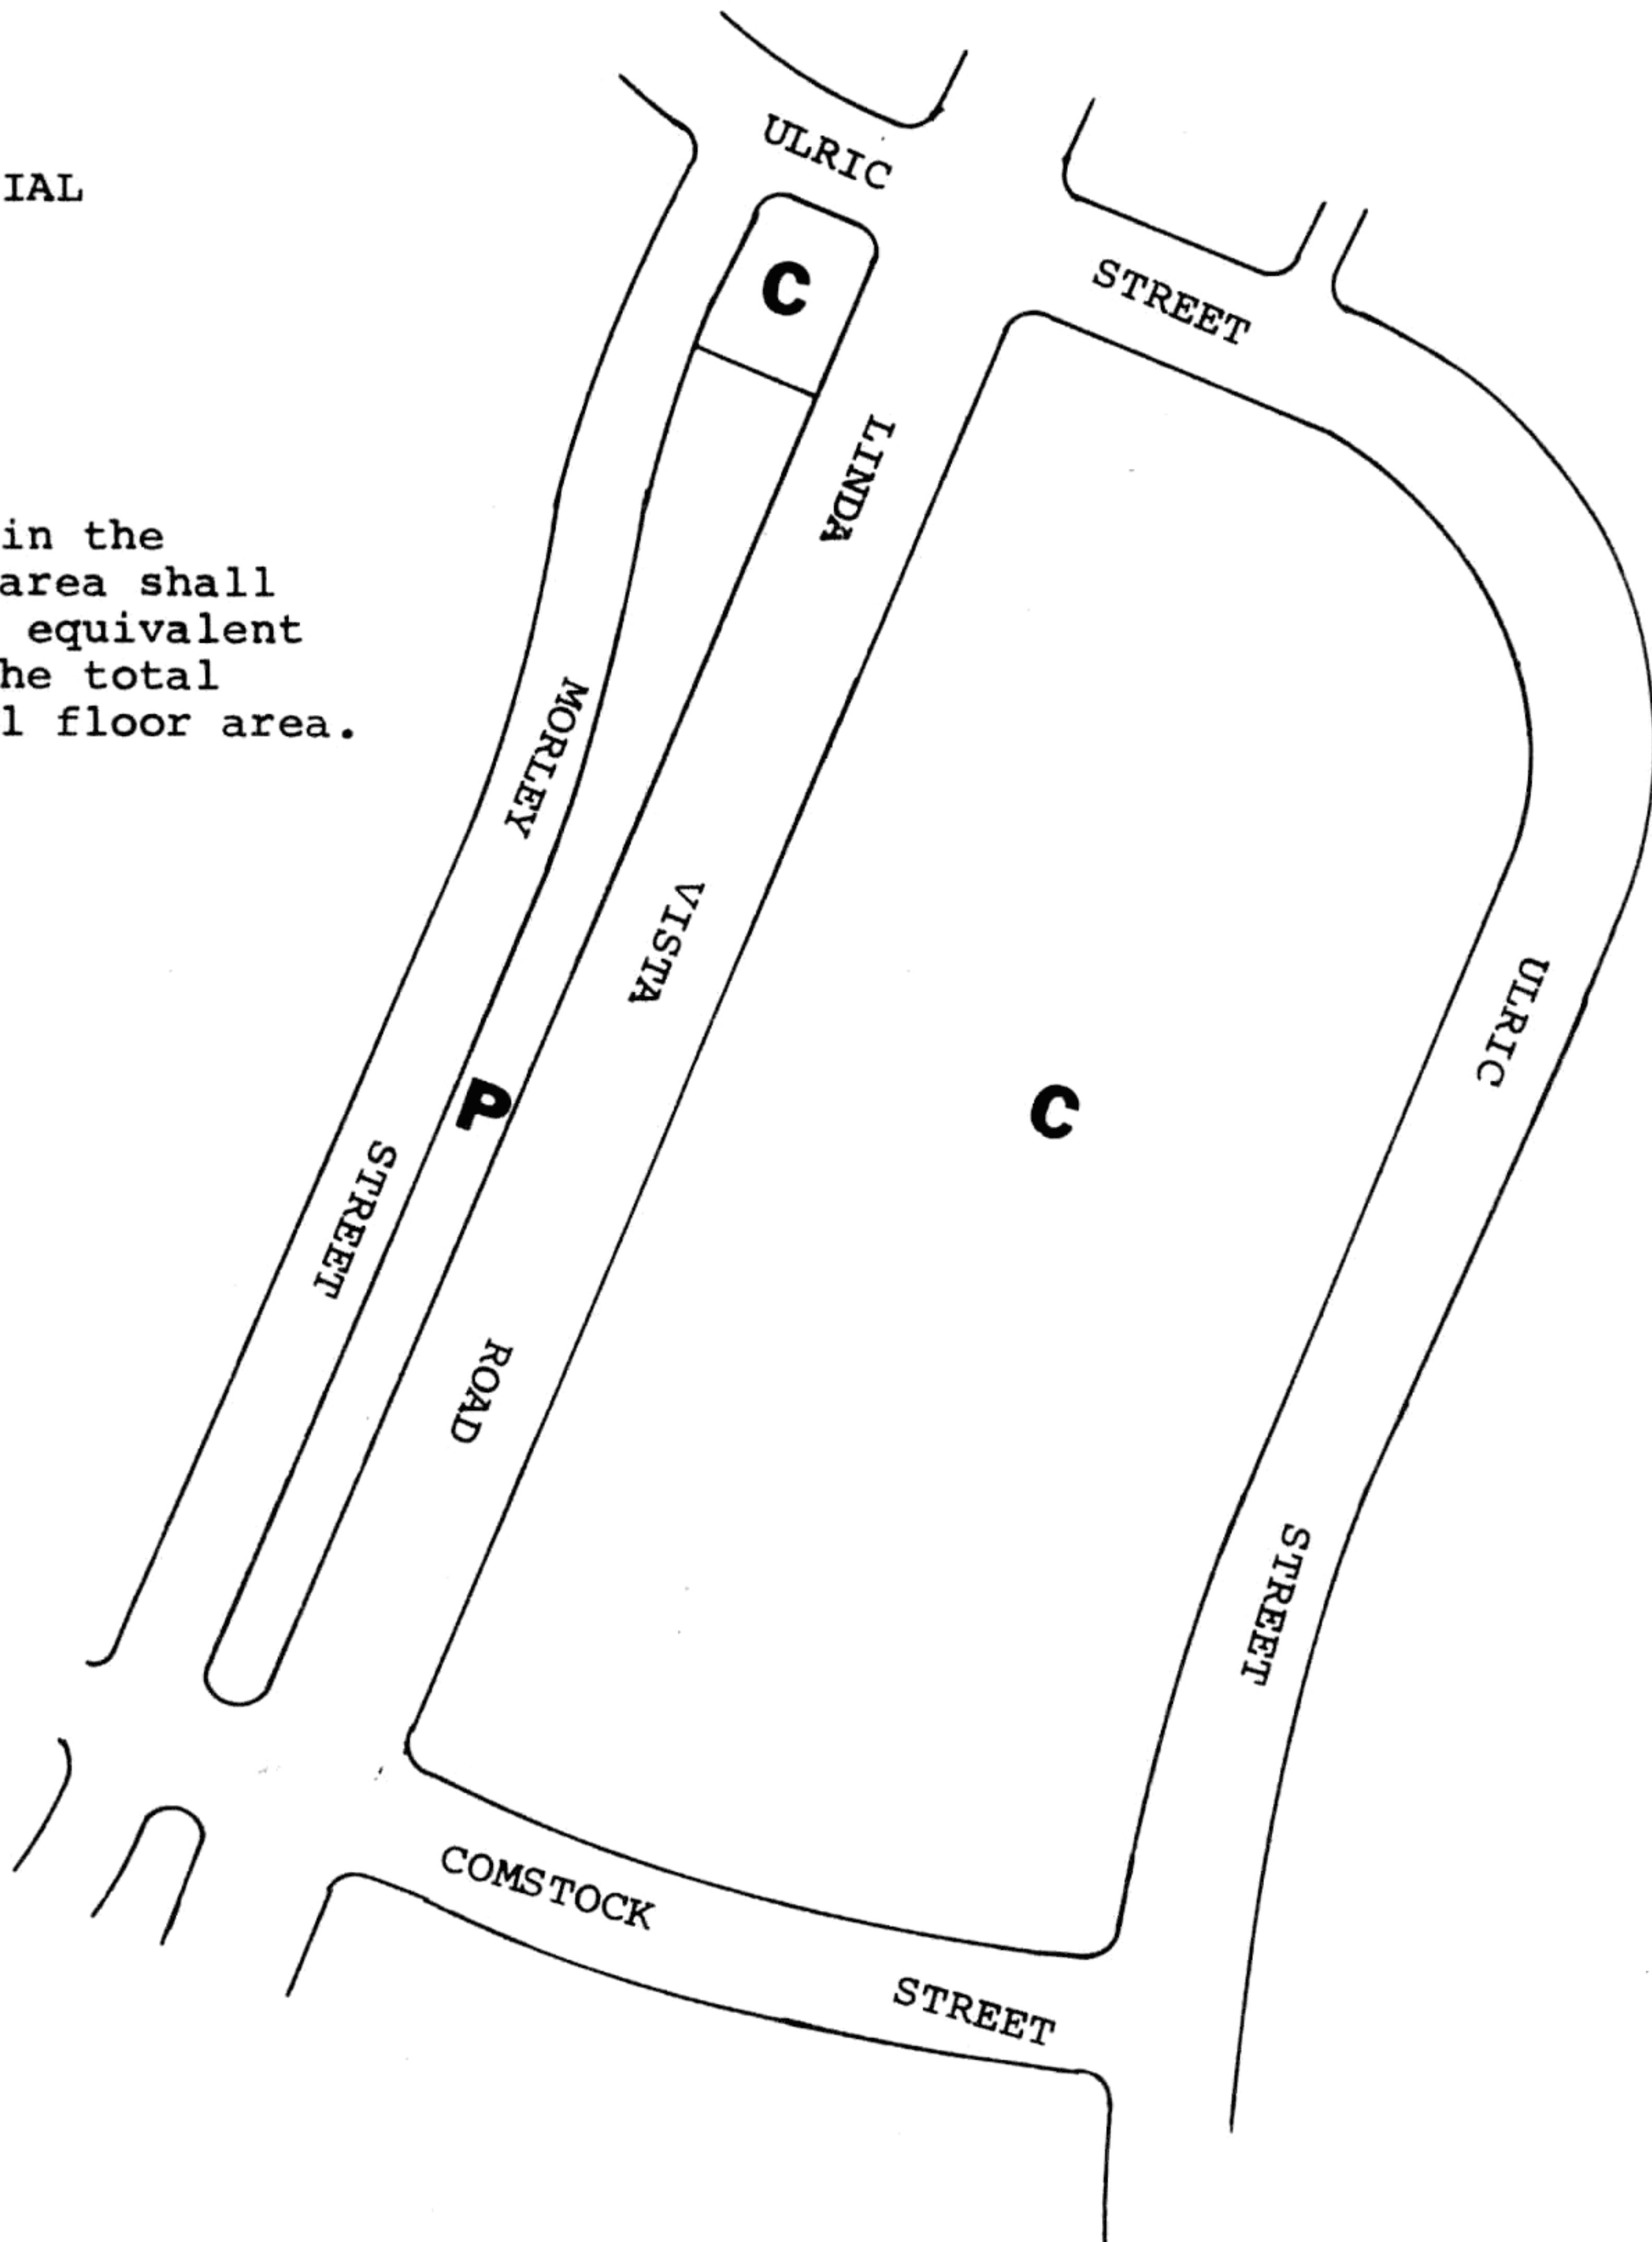 IAL
in the
area shall
equivalent
he total
l floor area.
ULRIC
STREET
C
LINDA
VISTA
ROAD
MORLEY
STREET
P
C
ULRIC
STREET
COMSTOCK
STREET